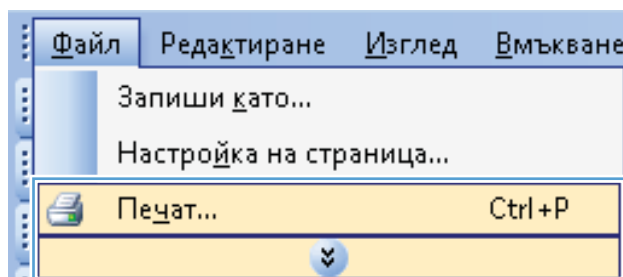 Файл Редактиране Изглед Вмъкване
Запиши като...
Настройка на страница...
Печат... Ctrl+P